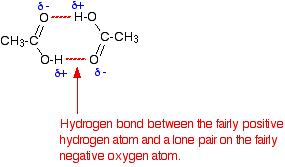 δ- δ+
O HO
CH₃-C C-CH₃
O-H O
δ+ δ-
Hydrogen bond between the fairly positive
hydrogen atom and a lone pair on the fairly
negative oxygen atom.